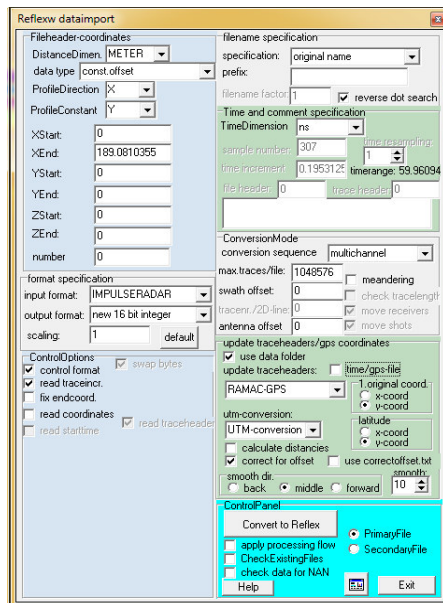 Reflexw dataimport
Fileheader-coordinates
DistanceDimen. METER
data type const.offset
ProfileDirection X
ProfileConstant Y
XStart: 0
XEnd: 189.0810355
YStart: 0
YEnd: 0
ZStart: 0
ZEnd: 0
number 0
format specification
input format: IMPULSERADAR
output format: new 16 bit integer
scaling: 1 default
ControlOptions
control format swap bytes
read traceincr.
fix endcoord.
read coordinates
read starttime read traceheader
filename specification
specification: original name
prefix:
filename factor: 1 reverse dot search
Time and comment specification
TimeDimension ns
sample number: 307 time resampling:
time increment: 0.1953125 1 timerange: 59.96094
file header: 0 trace header: 0
ConversionMode
conversion sequence multichannel
max.traces/file: 1048576 meandering
swath offset: 0 check tracelength
tracenr./2D-line: 0 move receivers
antenna offset 0 move shots
update traceheaders/gps coordinates
use data folder
update traceheaders: time/gps-file
RAMAC-GPS 1.original coord.
x-coord
y-coord
utm-conversion: latitude
UTM-conversion x-coord
y-coord
calculate distancies
correct for offset use correctoffset.txt
smooth dir. smooth:
back middle forward 10
ControlPanel
Convert to Reflex PrimaryFile
SecondaryFile
apply processing flow
CheckExistingFiles
check data for NAN
Help Exit